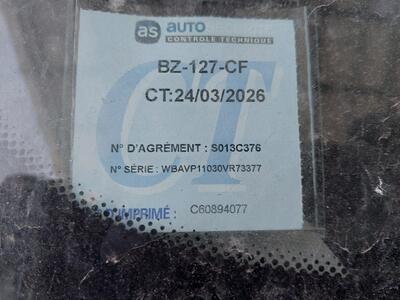 as AUTO
CONTROLE TECHNIQUE
BZ-127-CF
CT:24/03/2026
N° D'AGRÉMENT : S013C376
N° SÉRIE : WBAVP11030VR73377
IMPRIMÉ : C60894077
CT